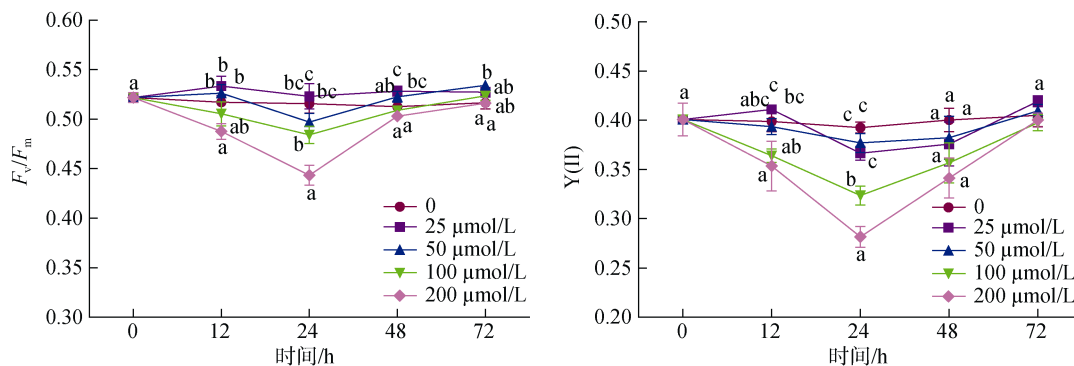 0.60
0.55
0.50
0.45
0.40
0.35
0.30
Fv/Fm
a
b
b
b
ab
a
c
bc
bc
b
a
c
ab
bc
a
a
b
ab
ab
a
a
0
25 μmol/L
50 μmol/L
100 μmol/L
200 μmol/L
0
12
24
48
72
时间/h
0.50
0.45
0.40
0.35
0.30
0.25
0.20
Y(II)
a
c
abc
bc
ab
a
c
c
c
b
a
a
a
a
a
a
a
0
25 μmol/L
50 μmol/L
100 μmol/L
200 μmol/L
0
12
24
48
72
时间/h